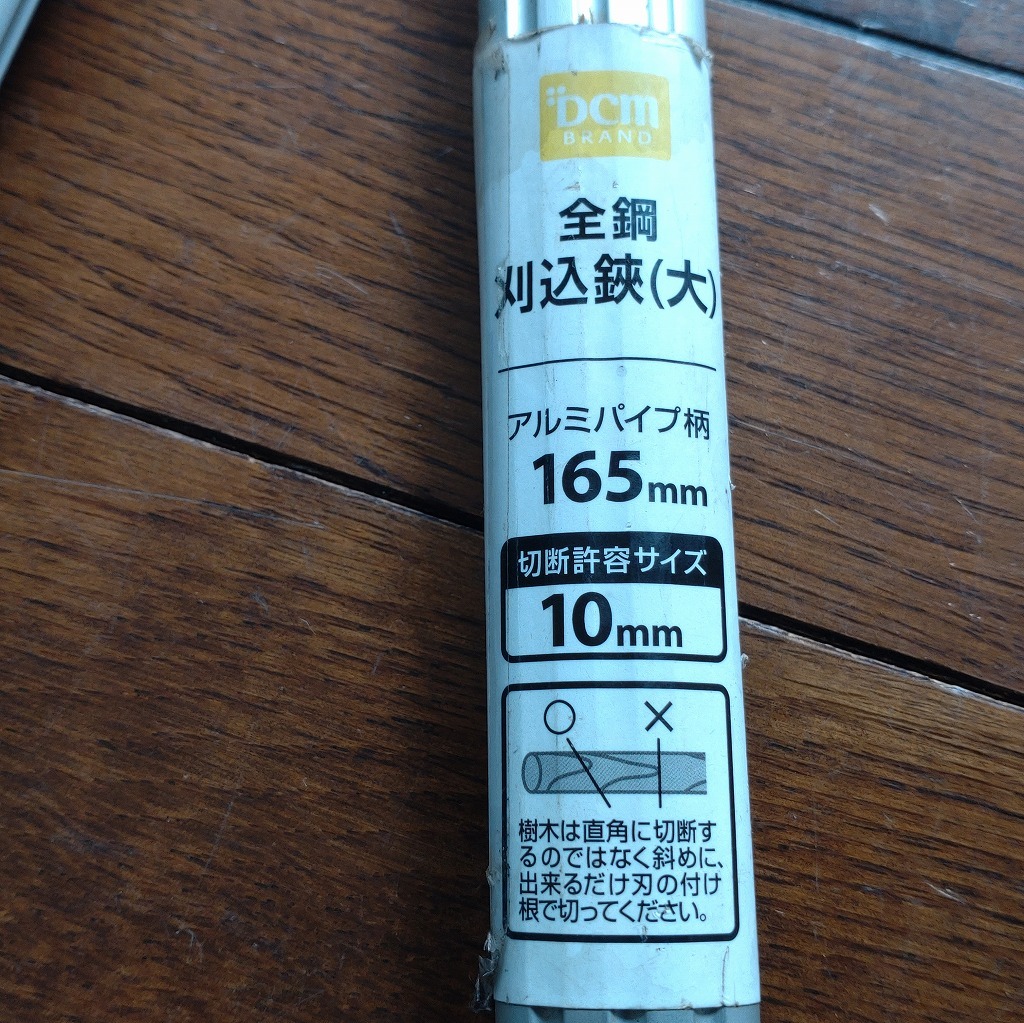 DCM
BRAND
全鋼
刈込鋏(大)
アルミパイプ柄
165mm
切断許容サイズ
10mm
○ ×
樹木は直角に切断す
るのではなく斜めに、
出来るだけ刃の付け
根で切ってください。